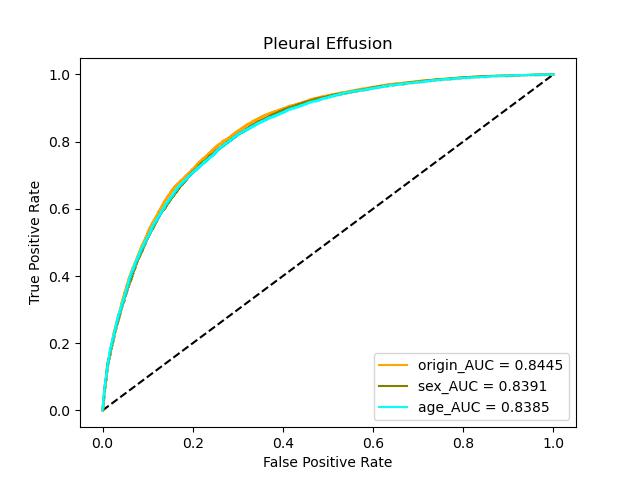 Pleural Effusion
1.0
0.8
0.6
0.4
0.2
0.0
True Positive Rate
origin_AUC = 0.8445
sex_AUC = 0.8391
age_AUC = 0.8385
0.0 0.2 0.4 0.6 0.8 1.0
False Positive Rate